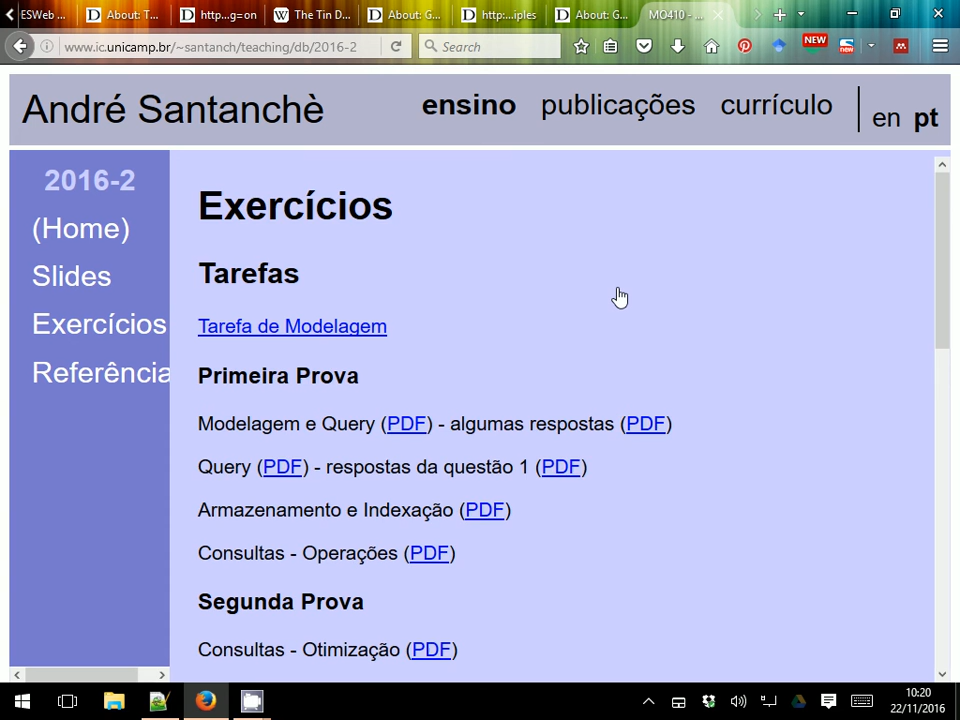 ESWeb ...
About: T...
http...g=on
The Tin D...
About: G...
http:...iples
About: G...
MO410 - ...
www.ic.unicamp.br/~santanch/teaching/db/2016-2
Search
NEW
new
André Santanchè
ensino
publicações
currículo
en
pt
2016-2
(Home)
Slides
Exercícios
Referência
Exercícios
Tarefas
Tarefa de Modelagem
Primeira Prova
Modelagem e Query (PDF) - algumas respostas (PDF)
Query (PDF) - respostas da questão 1 (PDF)
Armazenamento e Indexação (PDF)
Consultas - Operações (PDF)
Segunda Prova
Consultas - Otimização (PDF)
10:20
22/11/2016